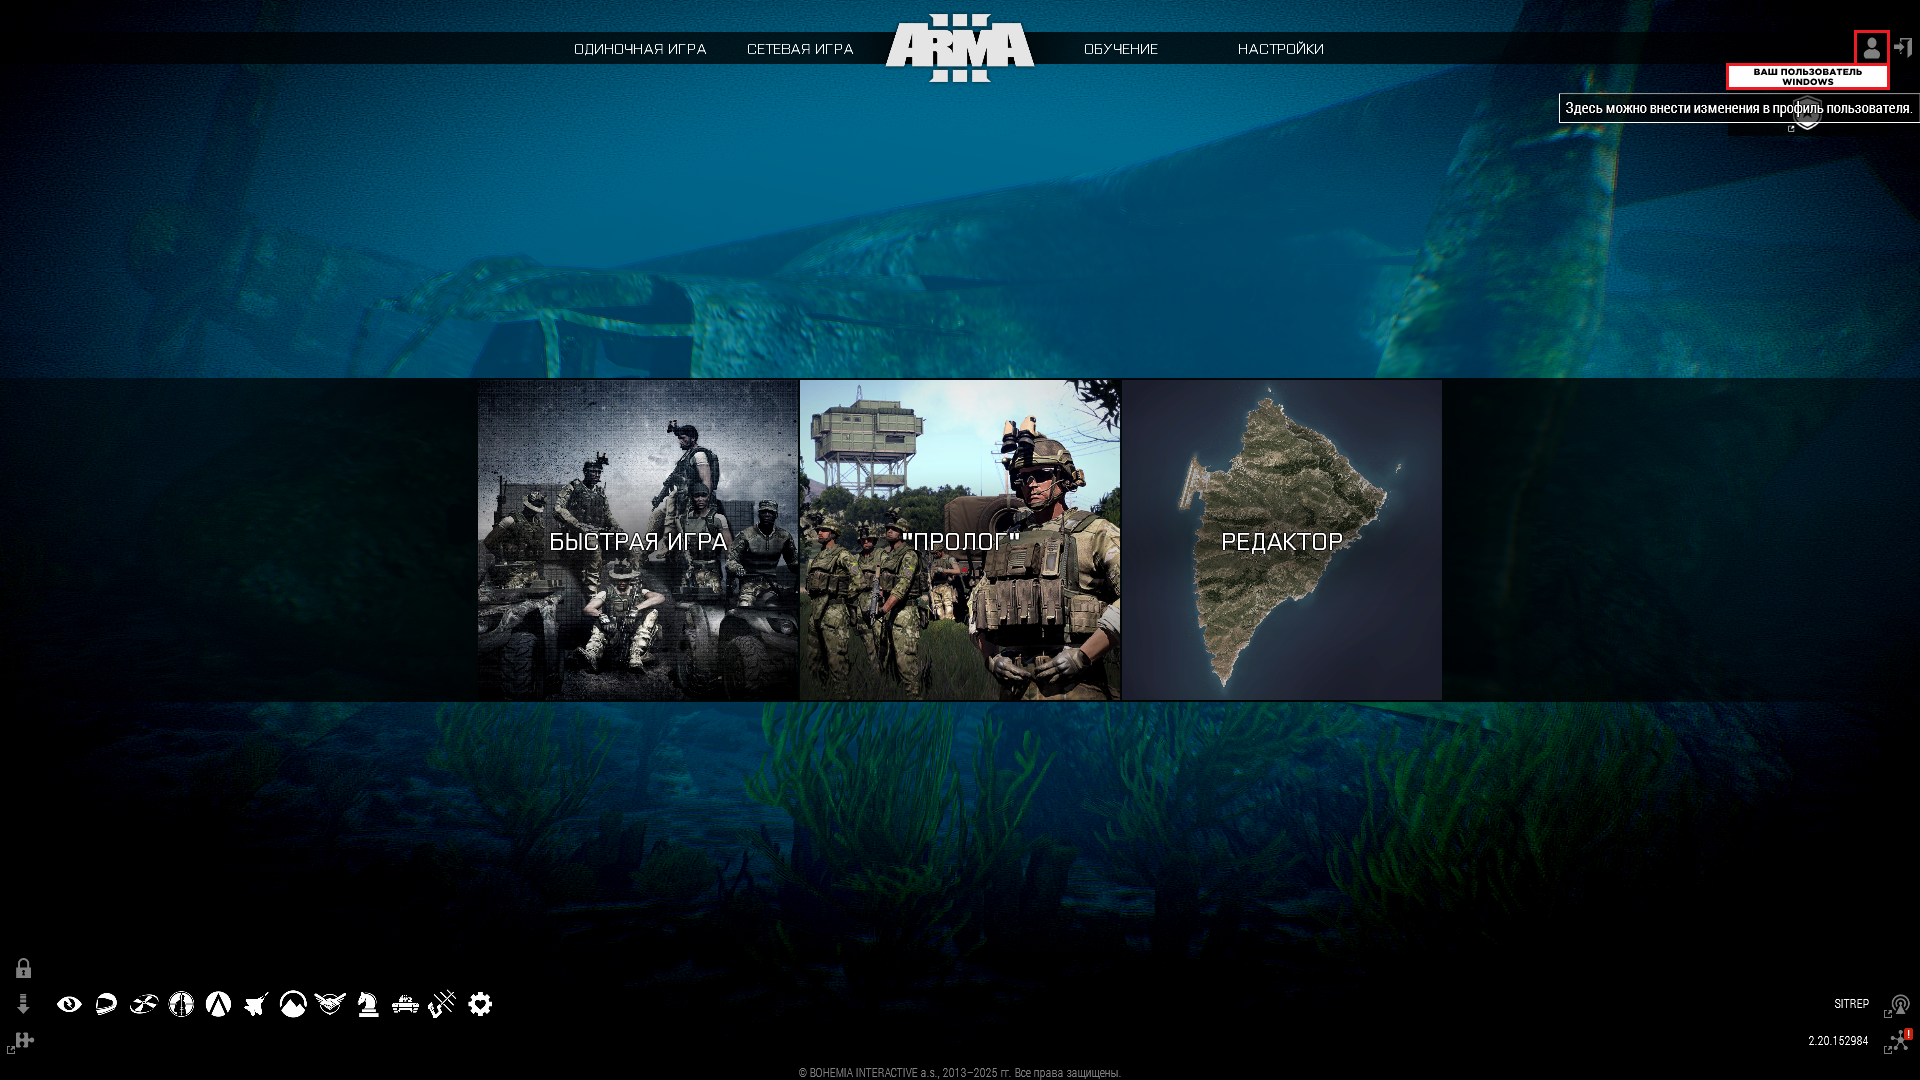 ОДИНОЧНАЯ ИГРА
СЕТЕВАЯ ИГРА
ARMA
III
ОБУЧЕНИЕ
НАСТРОЙКИ
ВАШ ПОЛЬЗОВАТЕЛЬ
WINDOWS
Здесь можно внести изменения в профиль пользователя.
БЫСТРАЯ ИГРА
"ПРОЛОГ"
РЕДАКТОР
SITREP
2.20.152984
© BOHEMIA INTERACTIVE a.s., 2013–2025 гг. Все права защищены.